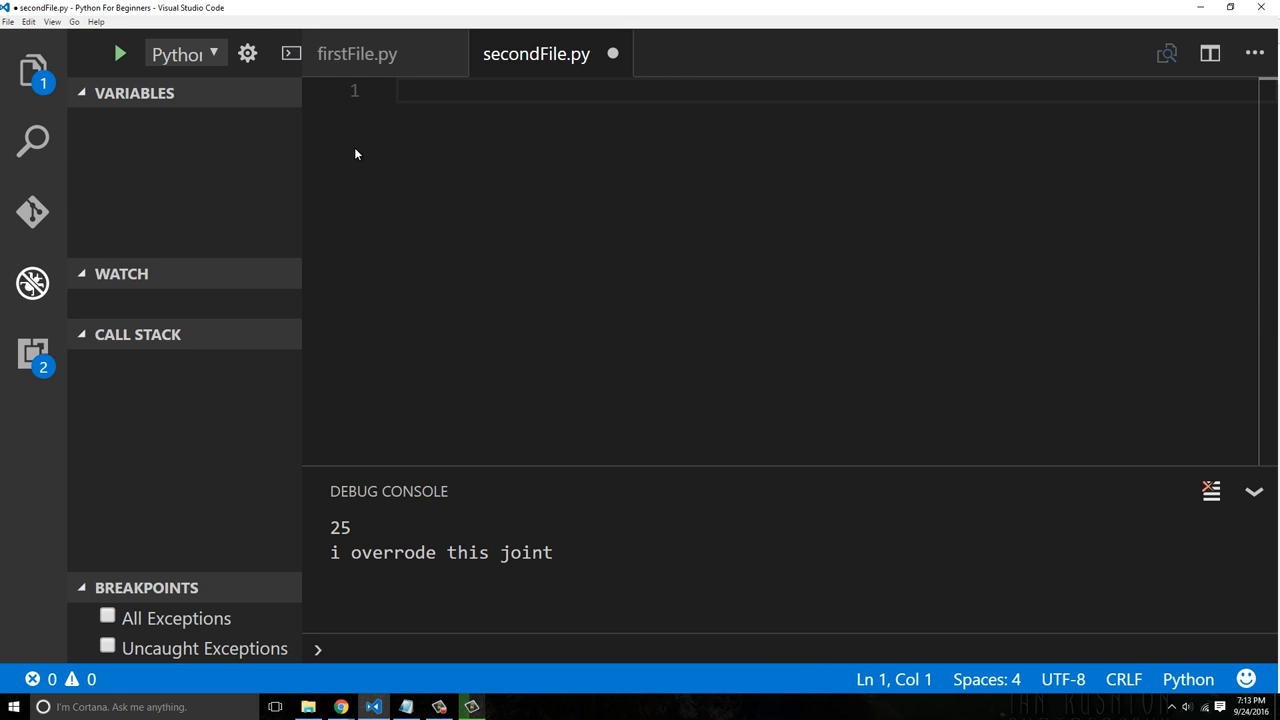 secondFile.py - Python For Beginners - Visual Studio Code
File Edit View Go Help
Python
firstFile.py
secondFile.py
1
1
VARIABLES
WATCH
CALL STACK
2
BREAKPOINTS
All Exceptions
Uncaught Exceptions
DEBUG CONSOLE
25
i overrode this joint
0 0
Ln 1, Col 1
Spaces: 4
UTF-8
CRLF
Python
I'm Cortana. Ask me anything.
7:13 PM
9/24/2016